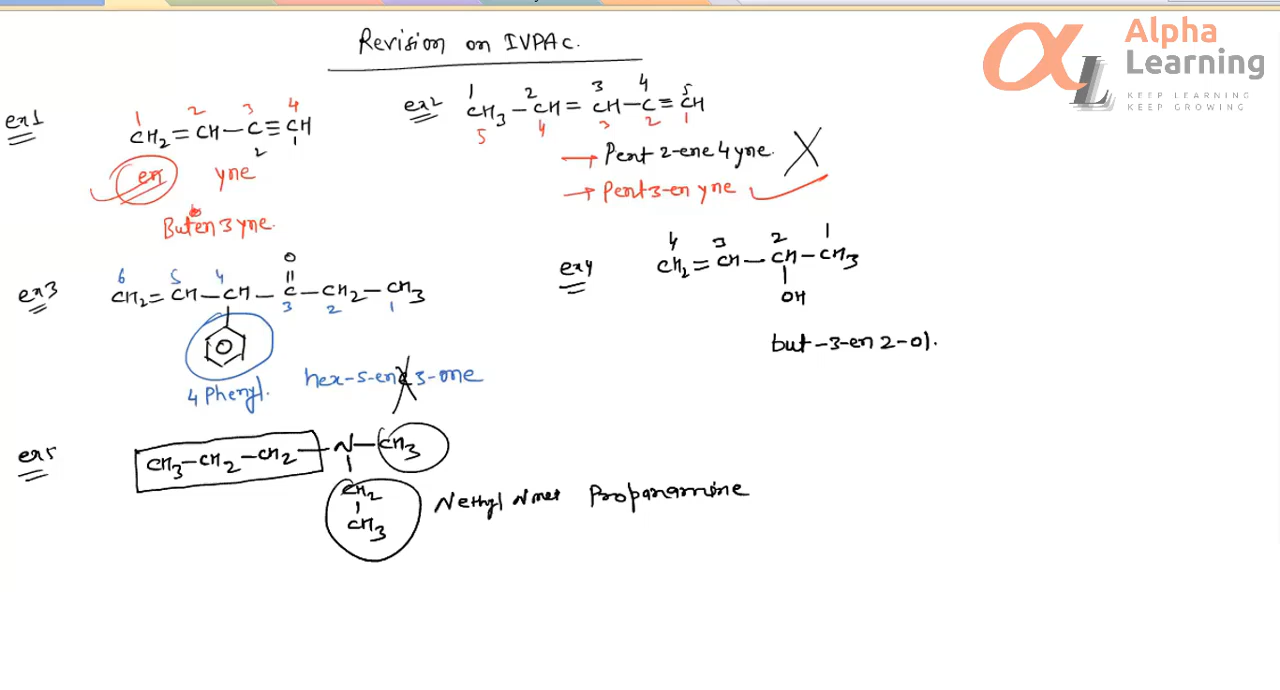 Revision on IUPAC.
Alpha
Learning
KEEP LEARNING
KEEP GROWING
ex1
1 2 3 4
CH2=CH-C≡CH
2 1
en yne
Buten 3 yne.
ex2
1 2 3 4 5
CH3-CH=CH-C≡CH
5 4 3 2 1
→ Pent 2-ene 4 yne. X
→ Pent 3-en yne ✓
ex3
O
6 5 4
CH2=CH-CH-C-CH2-CH3
3 2 1
4 Phenyl.
hex-5-en 3-one
ex4
4 3 2 1
CH2=CH-CH-CH3
OH
but-3-en 2-ol.
ex5
CH3-CH2-CH2-N-CH3
CH2
CH3
N ethyl N met Propanamine